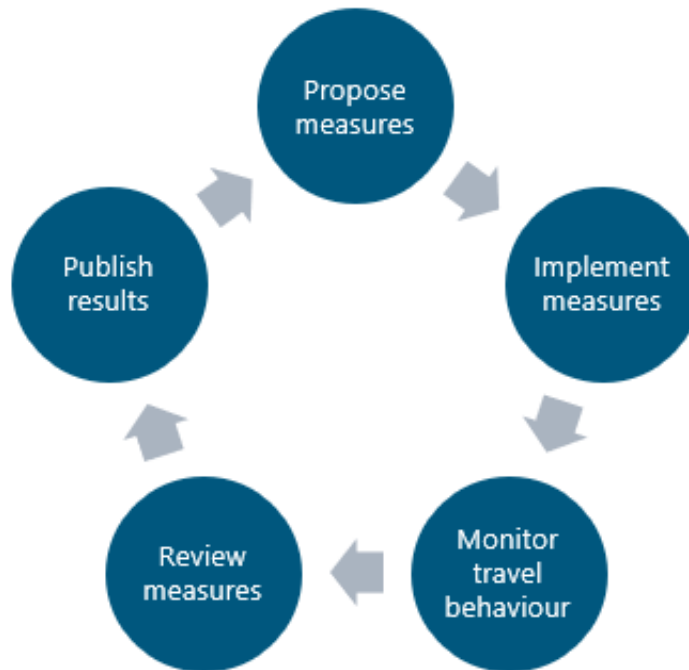 Propose
measures
Implement
measures
Monitor
travel
behaviour
Review
measures
Publish
results